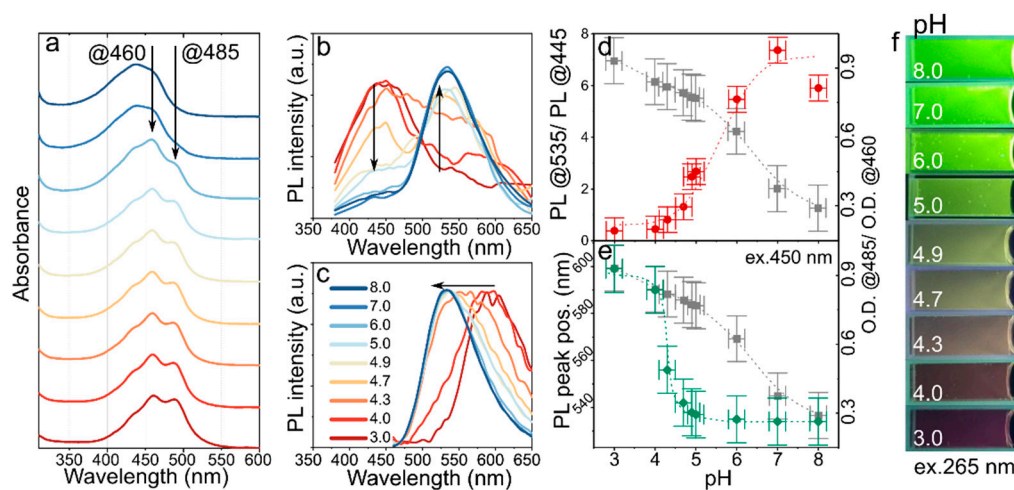 a
@460
@485
Absorbance
350 400 450 500 550 600
Wavelength (nm)
b
PL intensity (a.u.)
350 400 450 500 550 600 650
Wavelength (nm)
c
PL intensity (a.u.)
8.0
7.0
6.0
5.0
4.9
4.7
4.3
4.0
3.0
350 400 450 500 550 600 650
Wavelength (nm)
d
PL @535/ PL @445
8
6
4
2
0
0.9
0.6
0.3
e
ex.450 nm
PL peak pos. (nm)
600
580
560
540
0.9
0.6
0.3
O.D. @485/ O.D. @460
3 4 5 6 7 8
pH
f
pH
8.0
7.0
6.0
5.0
4.9
4.7
4.3
4.0
3.0
ex.265 nm